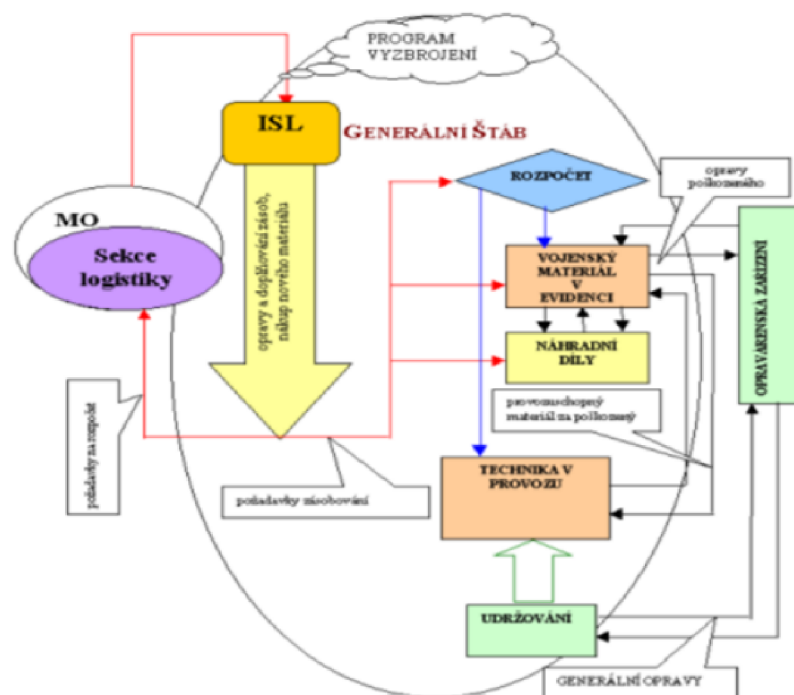 PROGRAM
VYZBROJENÍ
ISL
GENERÁLNÍ ŠTÁB
ROZPOČET
opravy
poškozeného
MO
Sekce
logistiky
opravy a doplňování zásob,
nákup nového materiálu
VOJENSKÝ
MATERIÁL
V
EVIDENCI
OPRAVÁRENSKÁ ZAŘÍZENÍ
NÁHRADNÍ
DÍLY
provozuschopný
materiál za poškozený
požadavky na rozpočet
TECHNIKA V
PROVOZU
požadavky zásobování
UDRŽOVÁNÍ
GENERÁLNÍ OPRAVY